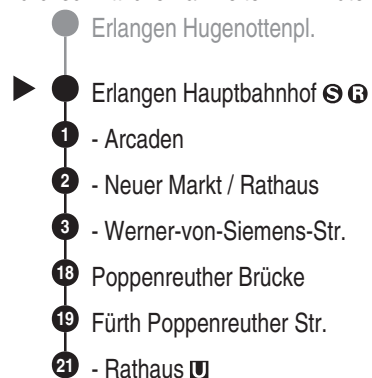 Erlangen Hugenottenpl.
Erlangen Hauptbahnhof S R
1 - Arcaden
2 - Neuer Markt / Rathaus
3 - Werner-von-Siemens-Str.
18 Poppenreuther Brücke
19 Fürth Poppenreuther Str.
21 - Rathaus U